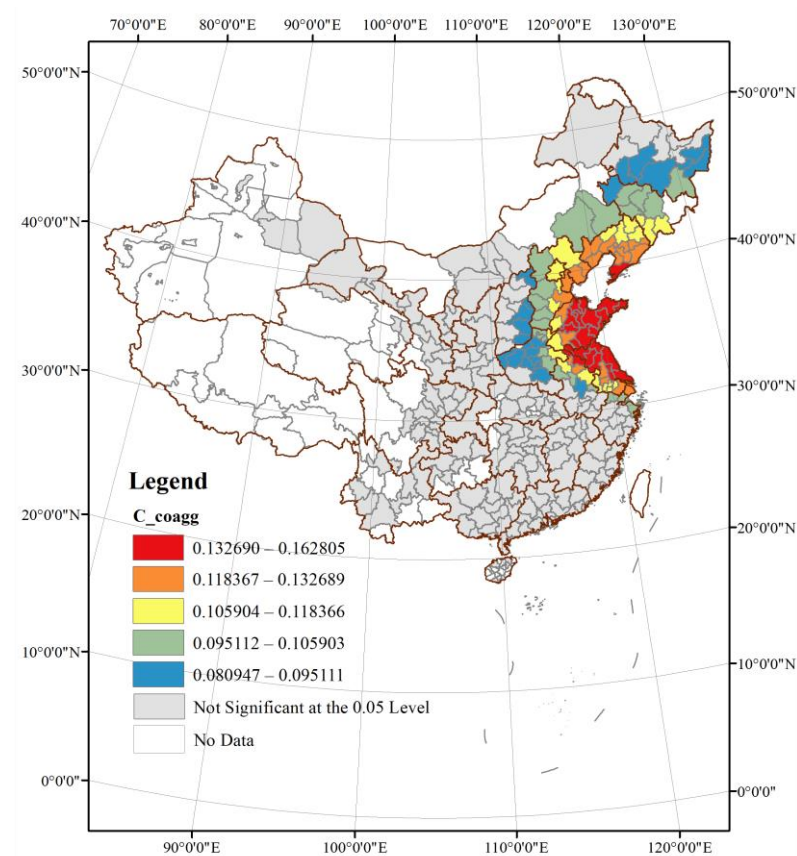 70°0'0"E 80°0'0"E 90°0'0"E 100°0'0"E 110°0'0"E 120°0'0"E 130°0'0"E
50°0'0"N 50°0'0"N
40°0'0"N 40°0'0"N
30°0'0"N 30°0'0"N
20°0'0"N 20°0'0"N
10°0'0"N 10°0'0"N
0°0'0" 0°0'0"
Legend
C_coagg
0.132690 – 0.162805
0.118367 – 0.132689
0.105904 – 0.118366
0.095112 – 0.105903
0.080947 – 0.095111
Not Significant at the 0.05 Level
No Data
90°0'0"E 100°0'0"E 110°0'0"E 120°0'0"E